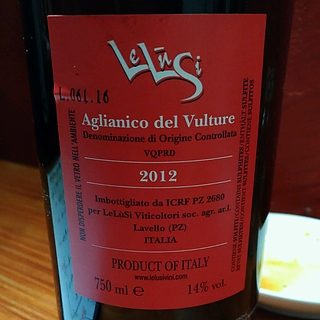 LeLùSi
L.061.16
Aglianico del Vulture
Denominazione di Origine Controllata
VQPRD
2012
Imbottigliato da ICRF PZ 2680
per LeLùSi Viticoltori soc. agr. a.r.l.
Lavello (PZ)
ITALIA
PRODUCT OF ITALY
www.lelusivini.com
750 ml e 14% vol.
NON DISPERDERE IL VETRO NELL'AMBIENTE